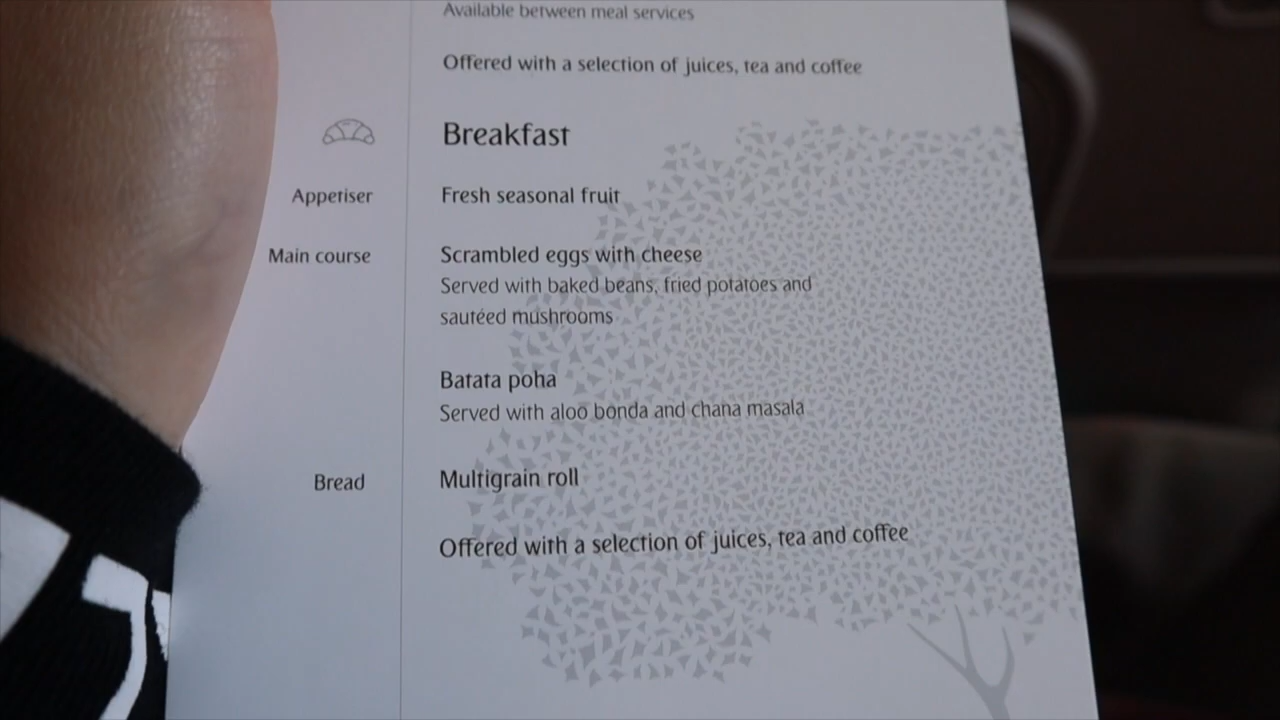 Available between meal services
Offered with a selection of juices, tea and coffee
Breakfast
Appetiser Fresh seasonal fruit
Main course Scrambled eggs with cheese
Served with baked beans, fried potatoes and
sautéed mushrooms
Batata poha
Served with aloo bonda and chana masala
Bread Multigrain roll
Offered with a selection of juices, tea and coffee